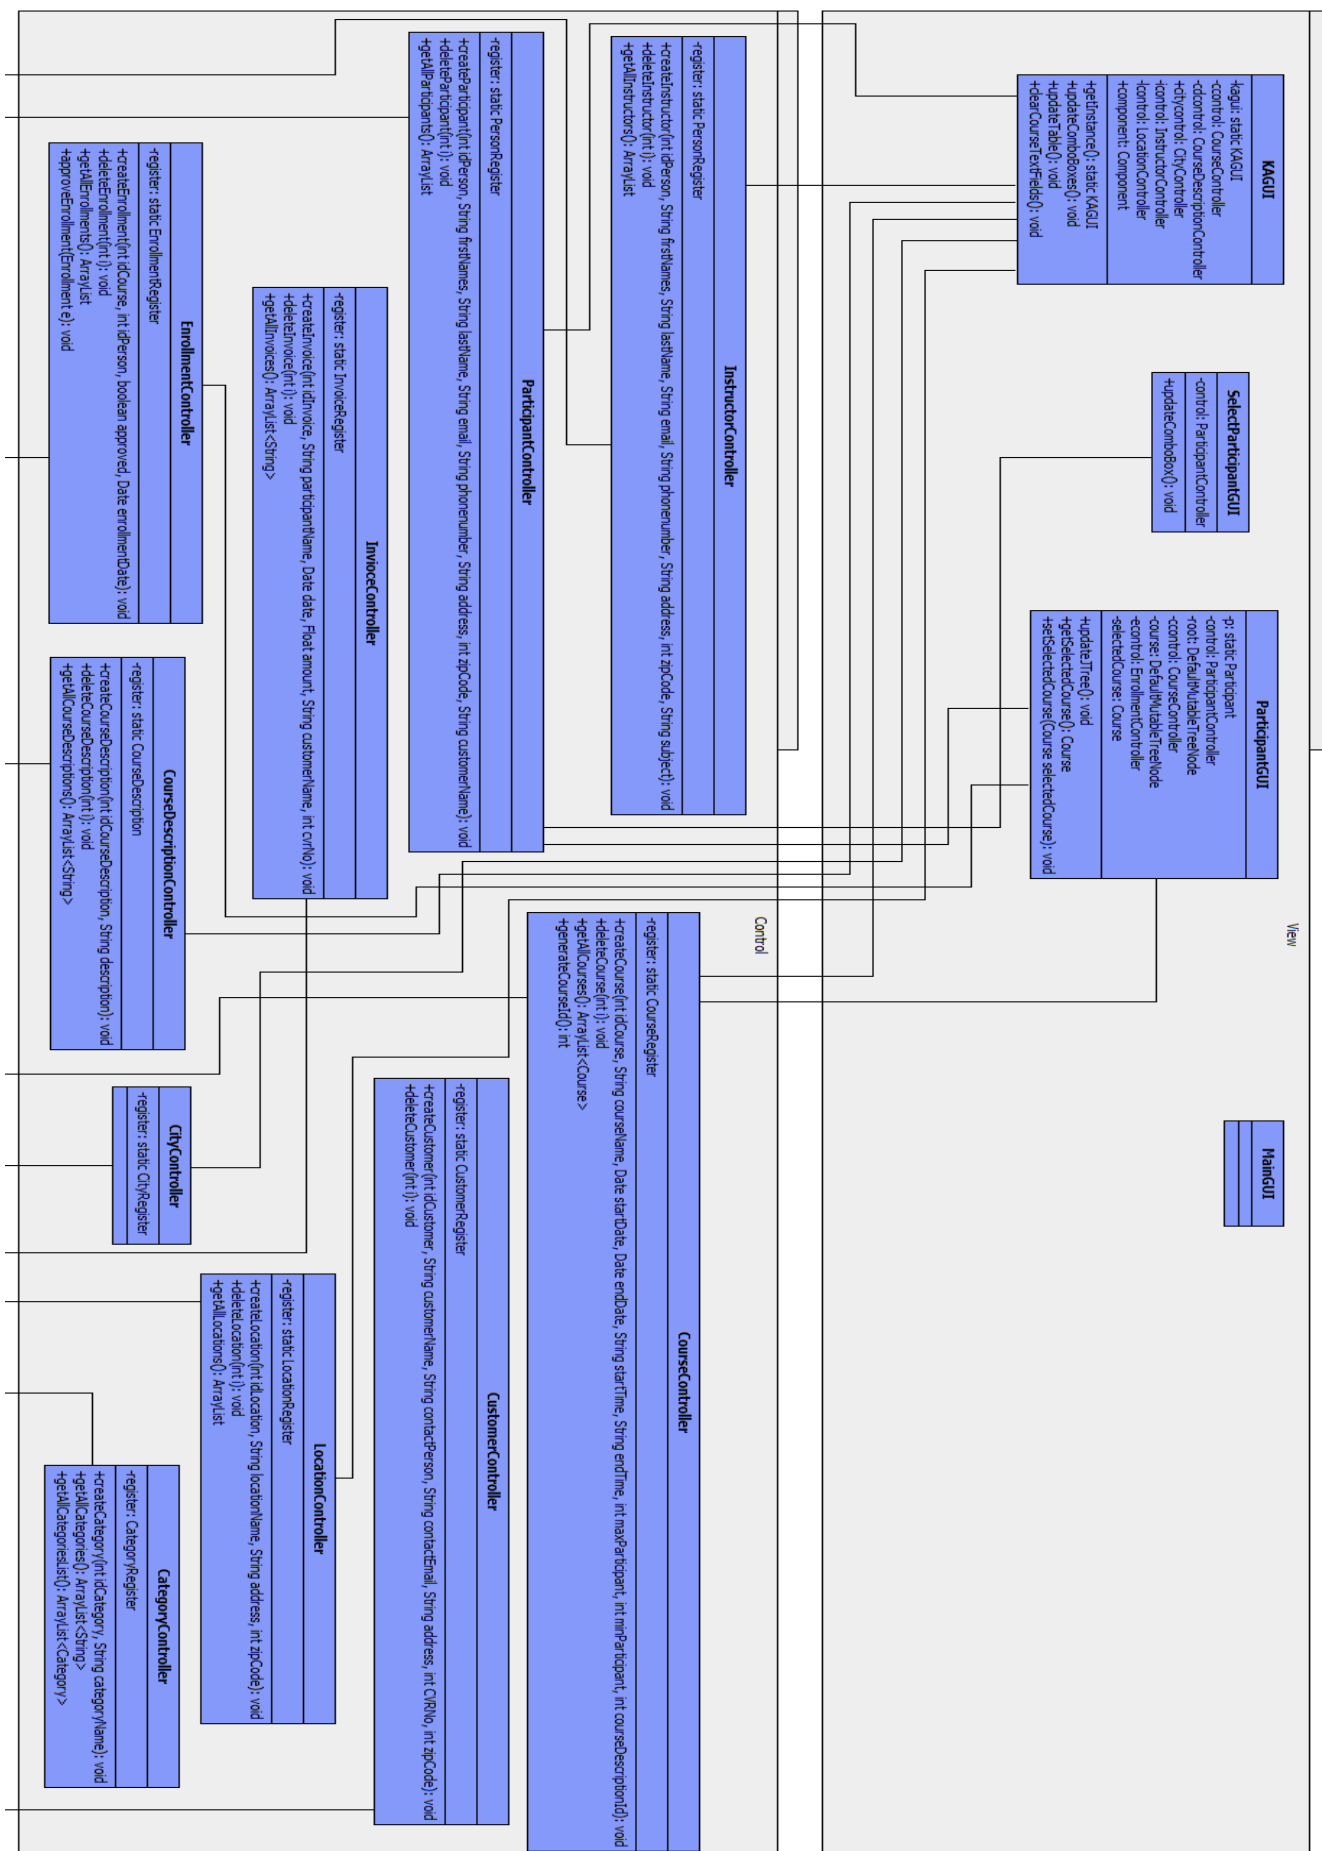 View
KAGUI
-kagui: static KAGUI
-ccontrol: CourseController
-cdcontrol: CourseDescriptionController
+citycontrol: CityController
-icontrol: InstructorController
-lcontrol: LocationController
+component: Component
+getInstance(): static KAGUI
+updateComboBoxes(): void
+updateTable(): void
+clearCourseTextFields(): void
SelectParticipantGUI
-control: ParticipantController
+updateComboBox(): void
ParticipantGUI
-p: static Participant
-control: ParticipantController
-root: DefaultMutableTreeNode
-ccontrol: CourseController
-course: DefaultMutableTreeNode
-econtrol: EnrollmentController
-selectedCourse: Course
+updateJTree(): void
+getSelectedCourse(): Course
+setSelectedCourse(Course selectedCourse): void
MainGUI
Control
InstructorController
-register: static PersonRegister
+createInstructor(int idPerson, String firstNames, String lastName, String email, String phonenumber, String address, int zipCode, String subject): void
+deleteInstructor(int i): void
+getAllInstructors(): ArrayList
ParticipantController
-register: static PersonRegister
+createParticipant(int idPerson, String firstNames, String lastName, String email, String phonenumber, String address, int zipCode, String customerName): void
+deleteParticipant(int i): void
+getAllParticipants(): ArrayList
InvioceController
-register: static InvoiceRegister
+createInvoice(int idInvoice, String participantName, Date date, Float amount, String customerName, int cvrNo): void
+deleteInvoice(int i): void
+getAllInvoices(): ArrayList<String>
EnrollmentController
-register: static EnrollmentRegister
+createEnrollment(int idCourse, int idPerson, boolean approved, Date enrollmentDate): void
+deleteEnrollment(int i): void
+getAllEnrollments(): ArrayList
+approveEnrollment(Enrollment e): void
CourseDescriptionController
-register: static CourseDescription
+createCourseDescription(int idCourseDescription, String description): void
+deleteCourseDescription(int i): void
+getAllCourseDescriptions(): ArrayList<String>
CourseController
-register: static CourseRegister
+createCourse(int idCourse, String courseName, Date startDate, Date endDate, String startTime, String endTime, int maxParticipant, int minParticipant, int courseDescriptionId): void
+deleteCourse(int i): void
+getAllCourses(): ArrayList<Course>
+generateCourseId(): int
CustomerController
-register: static CustomerRegister
+createCustomer(int idCustomer, String customerName, String contactPerson, String contactEmail, String address, int CVRNo, int zipCode): void
+deleteCustomer(int i): void
CityController
-register: static CityRegister
LocationController
-register: static LocationRegister
+createLocation(int idLocation, String locationName, String address, int zipCode): void
+deleteLocation(int i): void
+getAllLocations(): ArrayList
CategoryController
-register: CategoryRegister
+createCategory(int idCategory, String categoryName): void
+getAllCategories(): ArrayList<String>
+getAllCategoriesList(): ArrayList<Category>